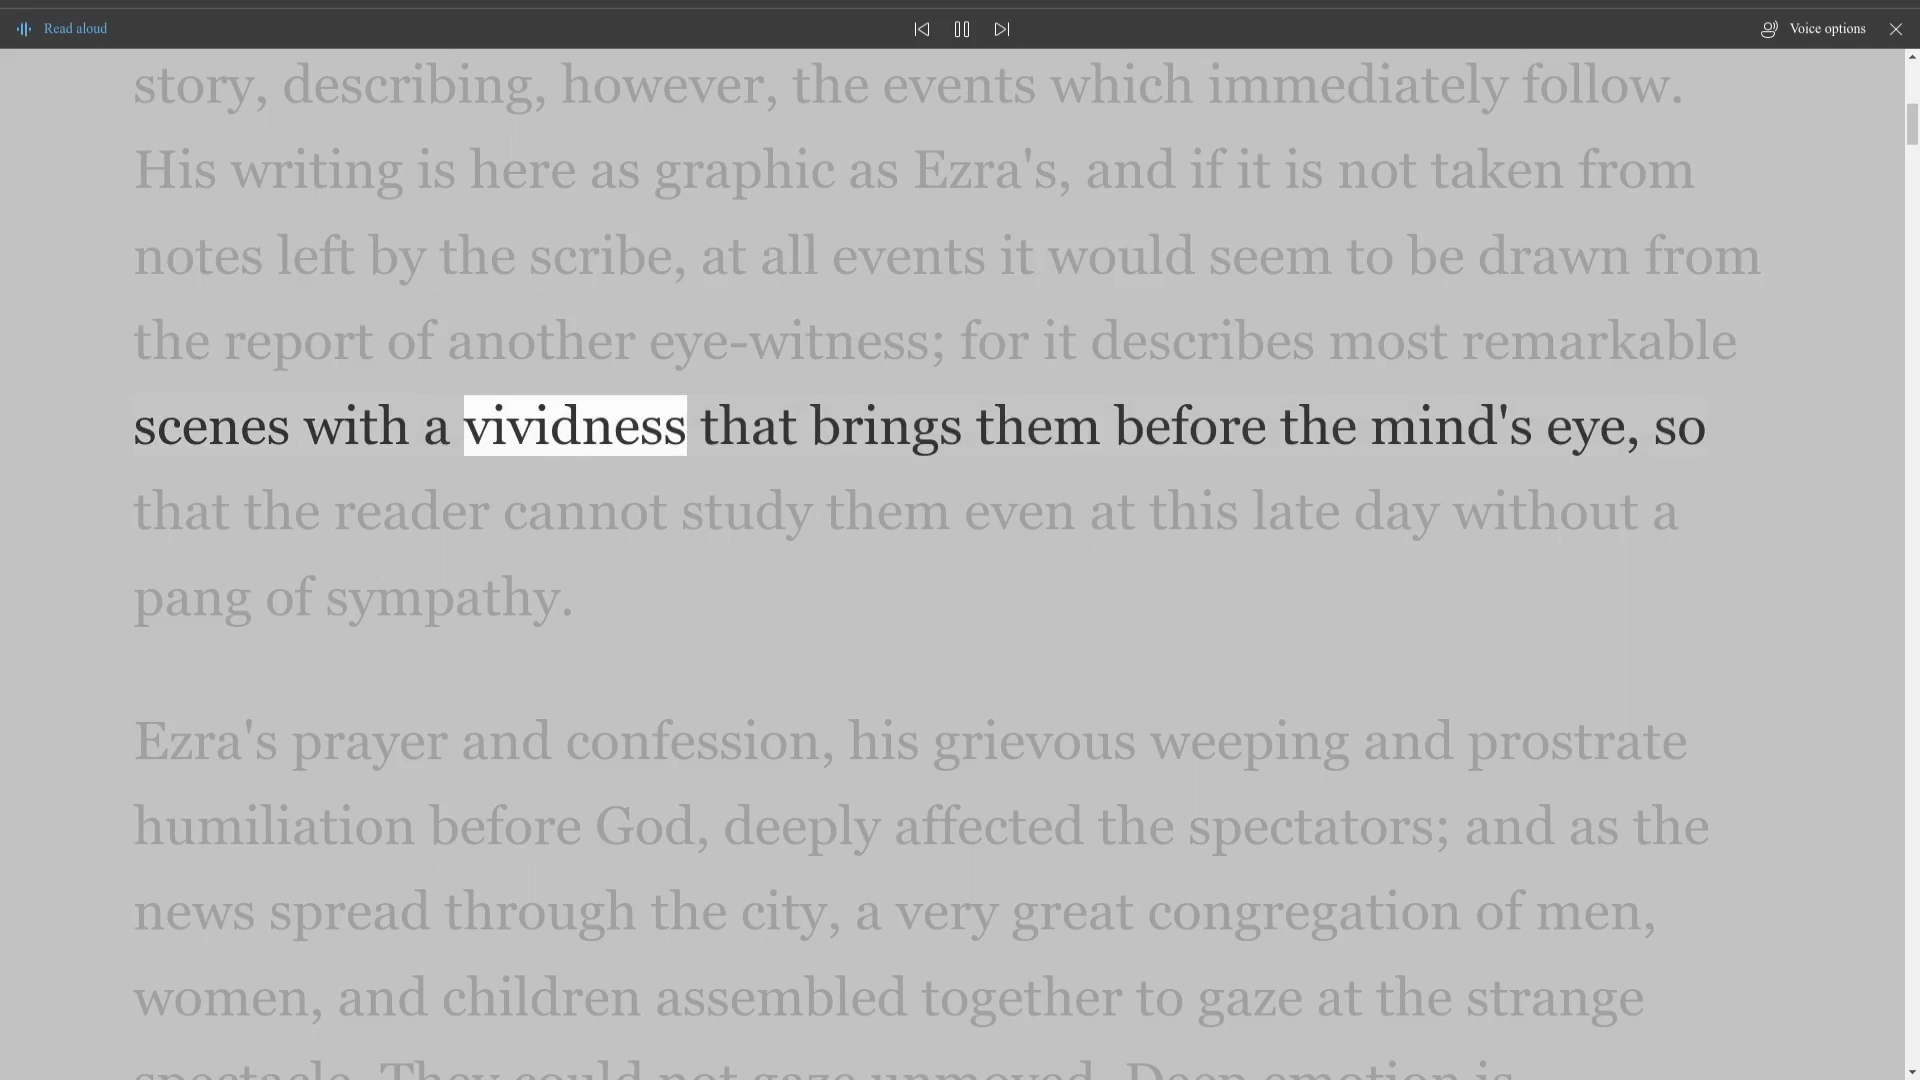 Read aloud
Voice options
story, describing, however, the events which immediately follow.
His writing is here as graphic as Ezra's, and if it is not taken from
notes left by the scribe, at all events it would seem to be drawn from
the report of another eye-witness; for it describes most remarkable
scenes with a vividness that brings them before the mind's eye, so
that the reader cannot study them even at this late day without a
pang of sympathy.
Ezra's prayer and confession, his grievous weeping and prostrate
humiliation before God, deeply affected the spectators; and as the
news spread through the city, a very great congregation of men,
women, and children assembled together to gaze at the strange
spectacle. They could not gaze unmoved. Deep emotion is